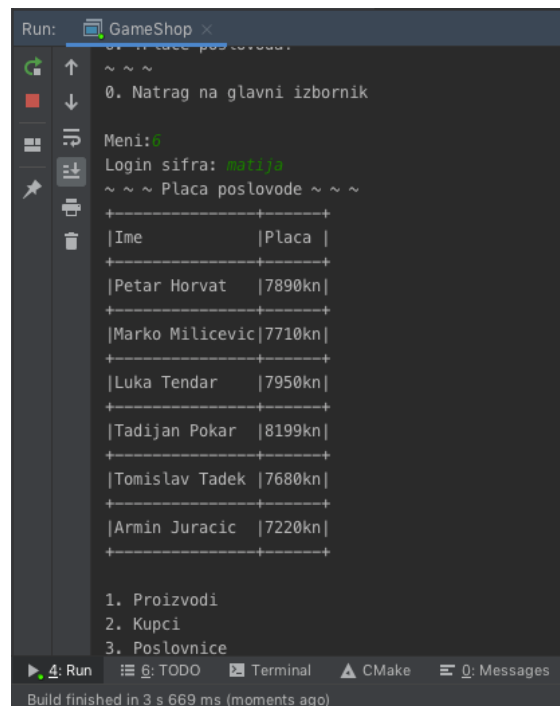 Run: GameShop
~ ~ ~
0. Natrag na glavni izbornik
Meni:6
Login sifra: matija
~ ~ ~ Placa poslovode ~ ~ ~
+---------------+------+
|Ime |Placa |
+---------------+------+
|Petar Horvat |7890kn|
+---------------+------+
|Marko Milicevic|7710kn|
+---------------+------+
|Luka Tendar |7950kn|
+---------------+------+
|Tadijan Pokar |8199kn|
+---------------+------+
|Tomislav Tadek |7680kn|
+---------------+------+
|Armin Juracic |7220kn|
+---------------+------+
1. Proizvodi
2. Kupci
3. Poslovnice
4: Run 6: TODO Terminal CMake 0: Messages
Build finished in 3 s 669 ms (moments ago)